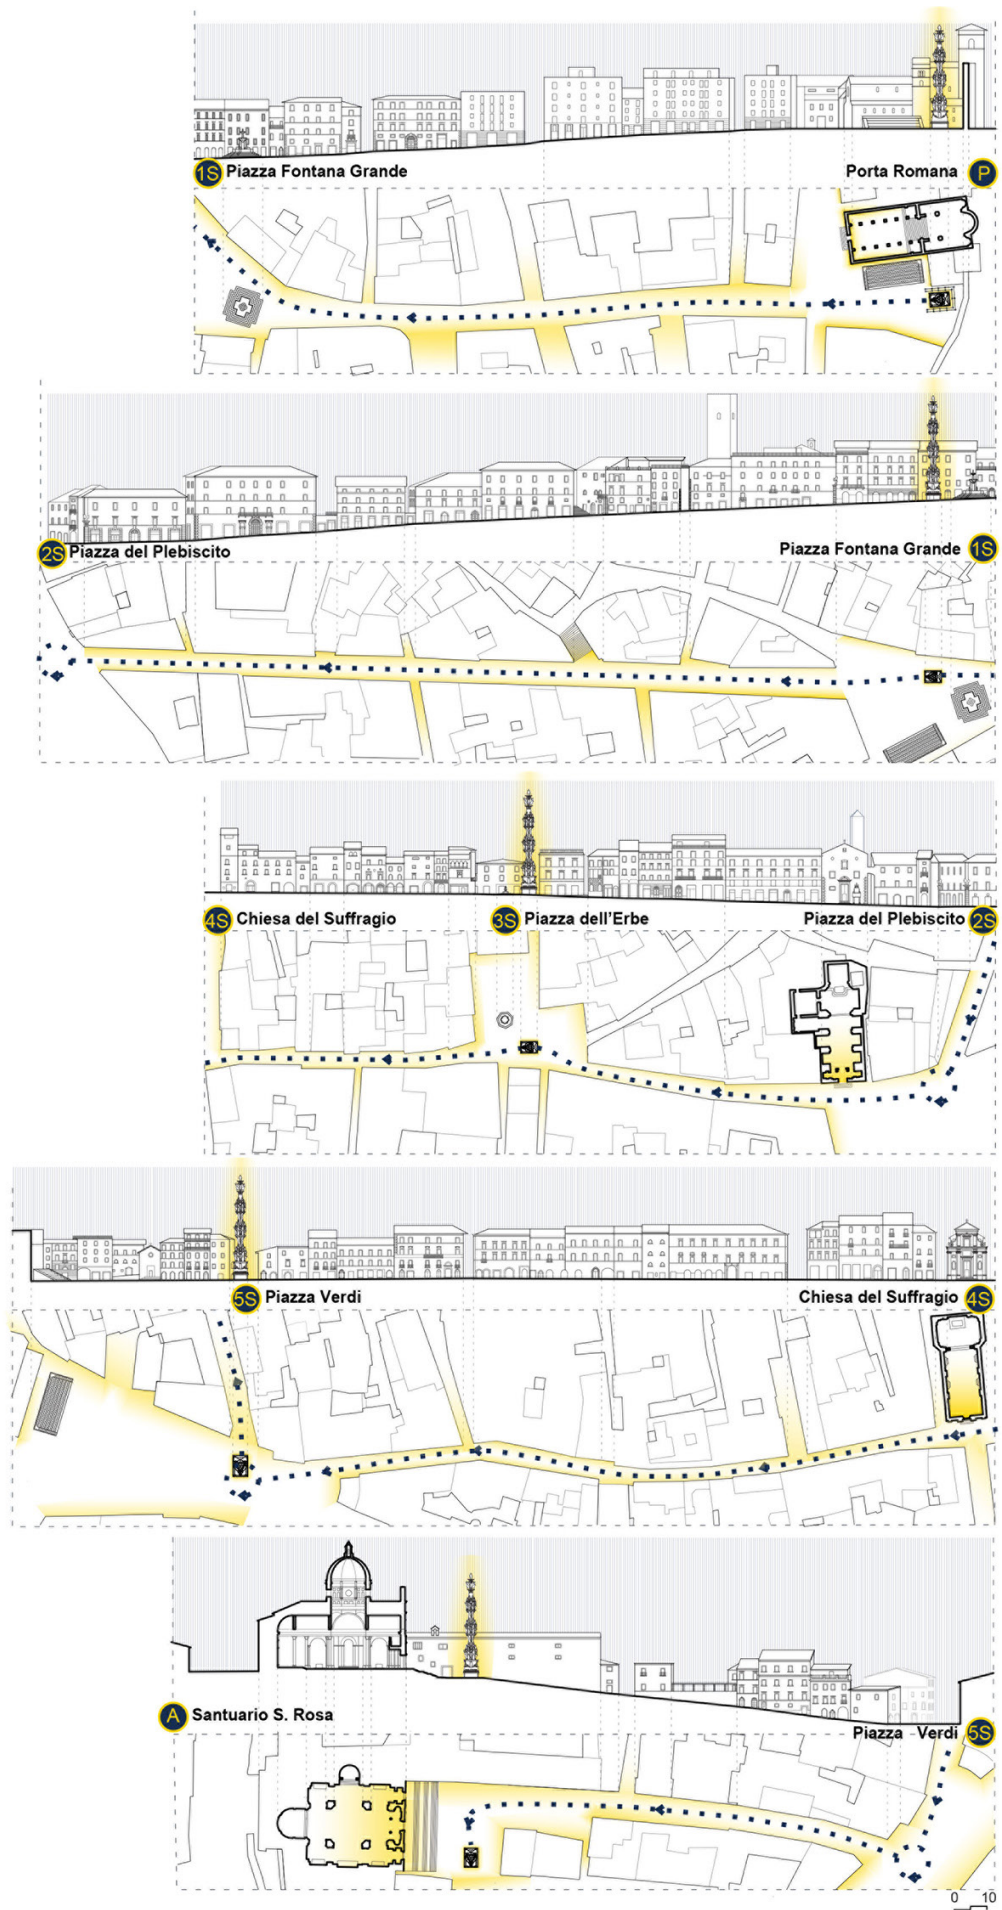 1S Piazza Fontana Grande Porta Romana P
2S Piazza del Plebiscito Piazza Fontana Grande 1S
4S Chiesa del Suffragio 3S Piazza dell'Erbe Piazza del Plebiscito 2S
5S Piazza Verdi Chiesa del Suffragio 4S
A Santuario S. Rosa
Piazza Verdi 5S
0 10